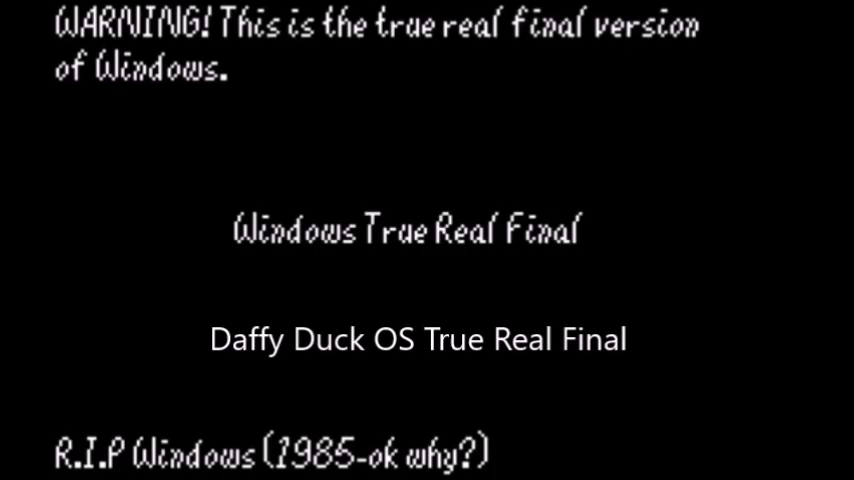 WARNING! This is the true real final version
of Windows.
Windows True Real Final
Daffy Duck OS True Real Final
R.I.P Windows (1985-ok why?)